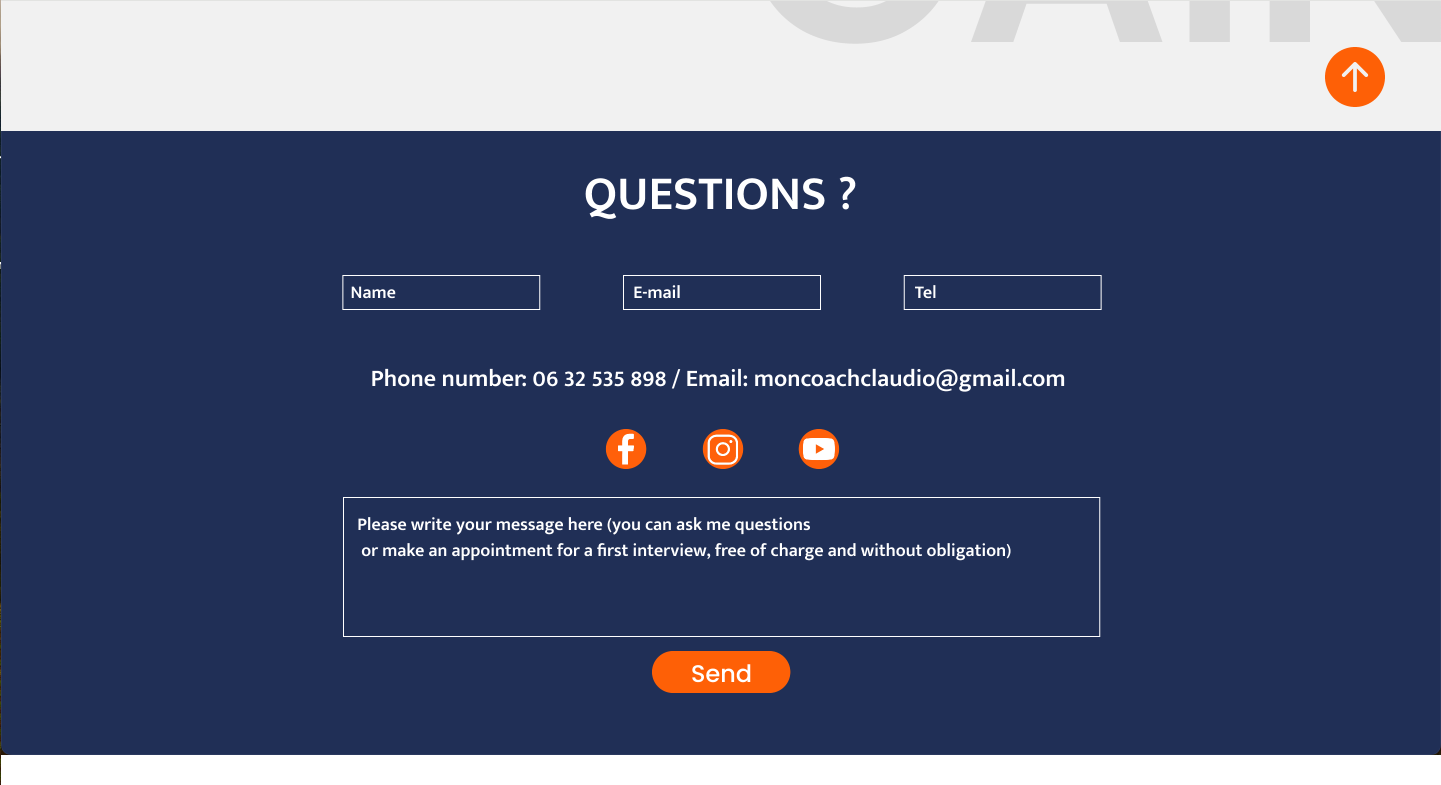 QUESTIONS ?
Name
E-mail
Tel
Phone number: 06 32 535 898 / Email: moncoachclaudio@gmail.com
Please write your message here (you can ask me questions
or make an appointment for a first interview, free of charge and without obligation)
Send